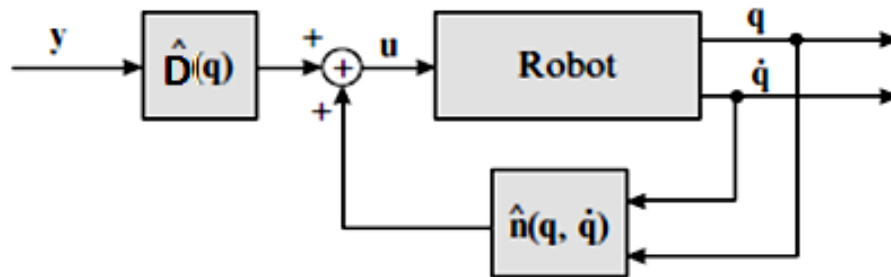 y
D̂(q)
+
+
+
u
Robot
q
q̇
n̂(q, q̇)